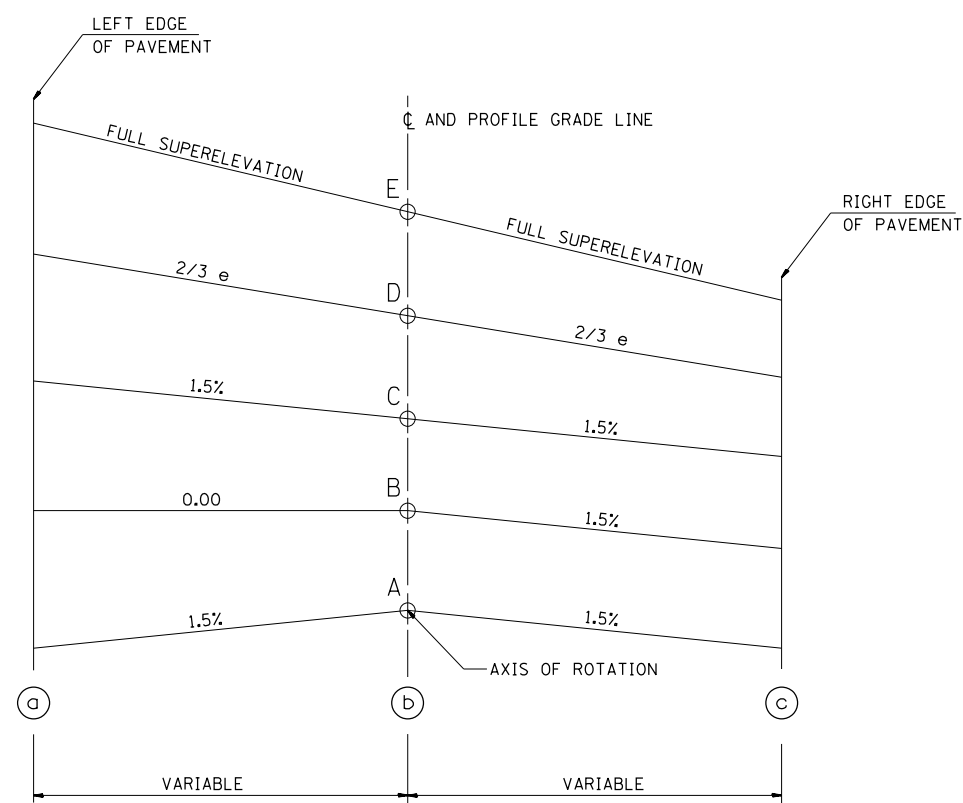 LEFT EDGE
OF PAVEMENT
℄ AND PROFILE GRADE LINE
FULL SUPERELEVATION
E
RIGHT EDGE
OF PAVEMENT
FULL SUPERELEVATION
2/3 e
D
2/3 e
1.5%
C
1.5%
0.00
B
1.5%
A
1.5%
1.5%
AXIS OF ROTATION
a
b
c
VARIABLE
VARIABLE